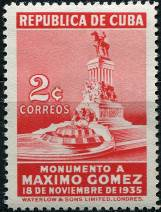 REPUBLICA DE CUBA
2¢
CORREOS
MONUMENTO A
MAXIMO GOMEZ
18 DE NOVIEMBRE DE 1935
WATERLOW & SONS LIMITED, LONDRES.